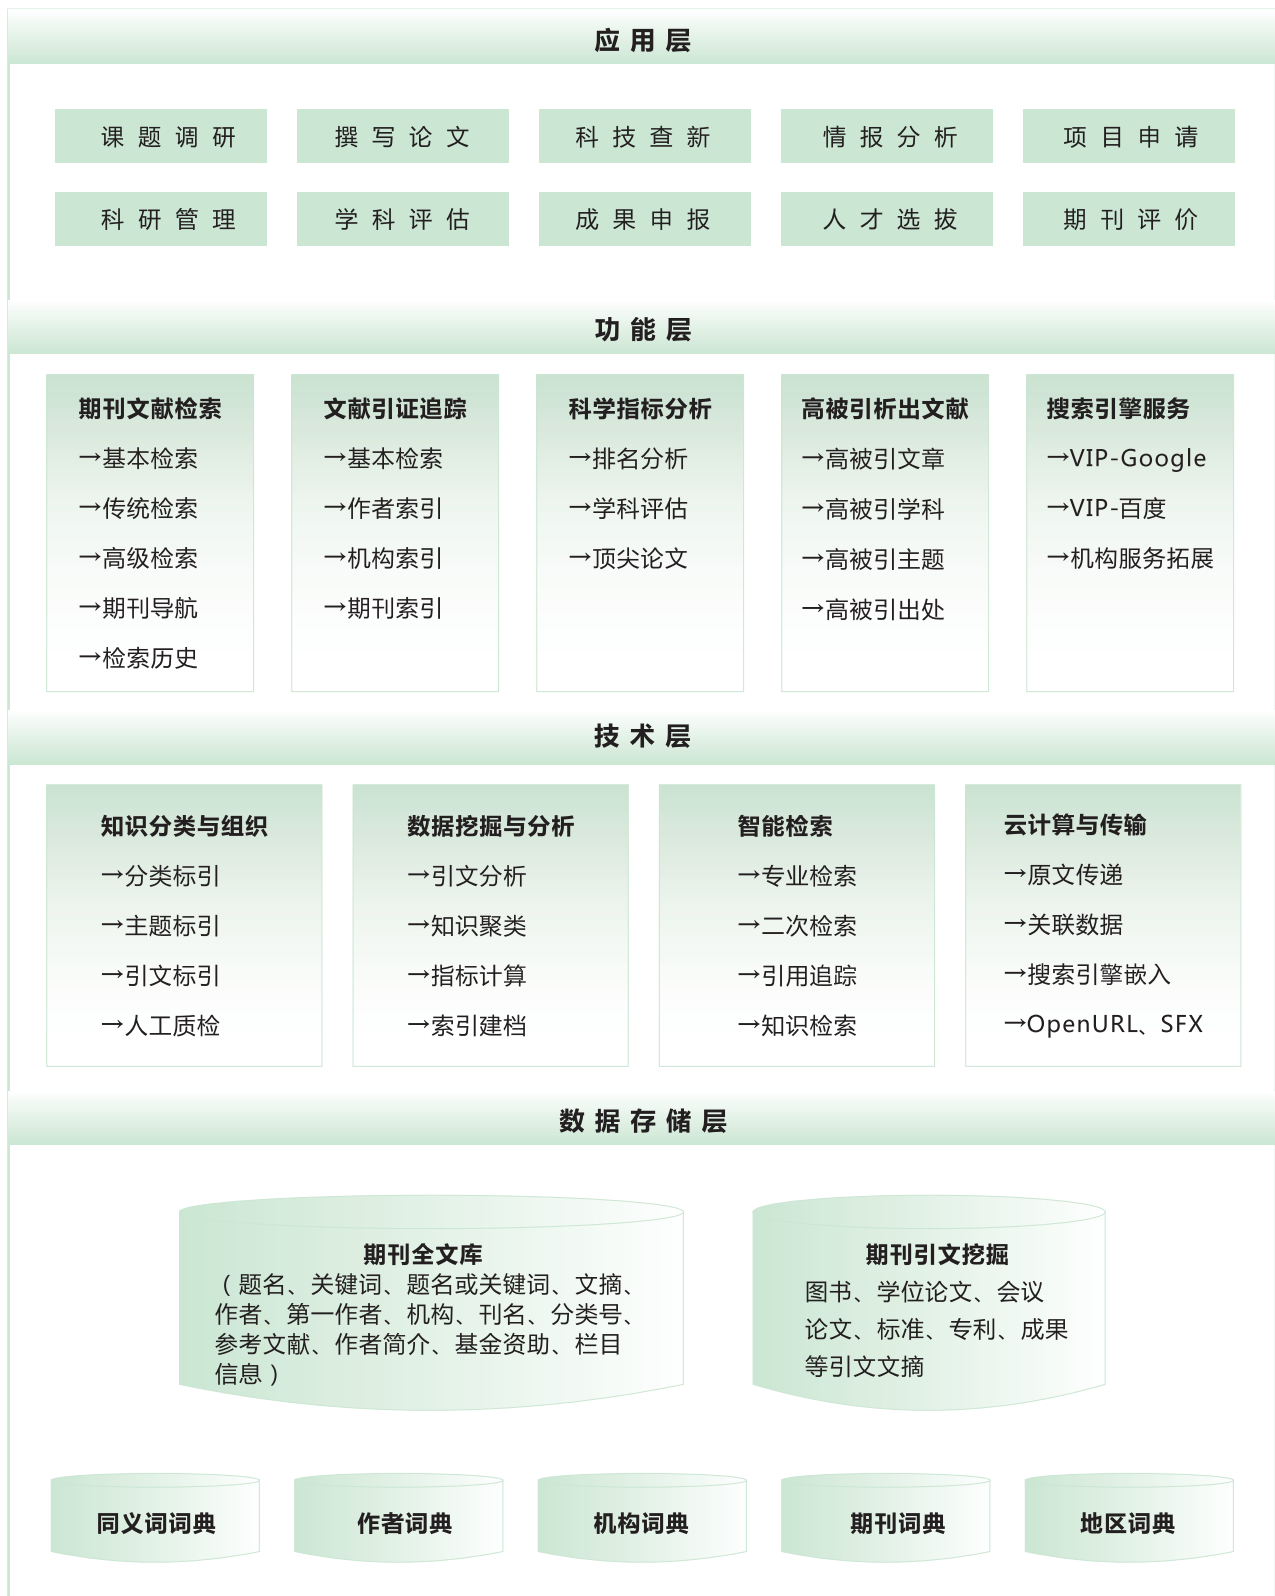 应用层
课题调研
撰写论文
科技查新
情报分析
项目申请
科研管理
学科评估
成果申报
人才选拔
期刊评价
功能层
期刊文献检索
→基本检索
→传统检索
→高级检索
→期刊导航
→检索历史
文献引证追踪
→基本检索
→作者索引
→机构索引
→期刊索引
科学指标分析
→排名分析
→学科评估
→顶尖论文
高被引析出文献
→高被引文章
→高被引学科
→高被引主题
→高被引出处
搜索引擎服务
→VIP-Google
→VIP-百度
→机构服务拓展
技术层
知识分类与组织
→分类标引
→主题标引
→引文标引
→人工质检
数据挖掘与分析
→引文分析
→知识聚类
→指标计算
→索引建档
智能检索
→专业检索
→二次检索
→引用追踪
→知识检索
云计算与传输
→原文传递
→关联数据
→搜索引擎嵌入
→OpenURL、SFX
数据存储层
期刊全文库
（题名、关键词、题名或关键词、文摘、
作者、第一作者、机构、刊名、分类号、
参考文献、作者简介、基金资助、栏目
信息）
期刊引文挖掘
图书、学位论文、会议
论文、标准、专利、成果
等引文文摘
同义词词典
作者词典
机构词典
期刊词典
地区词典